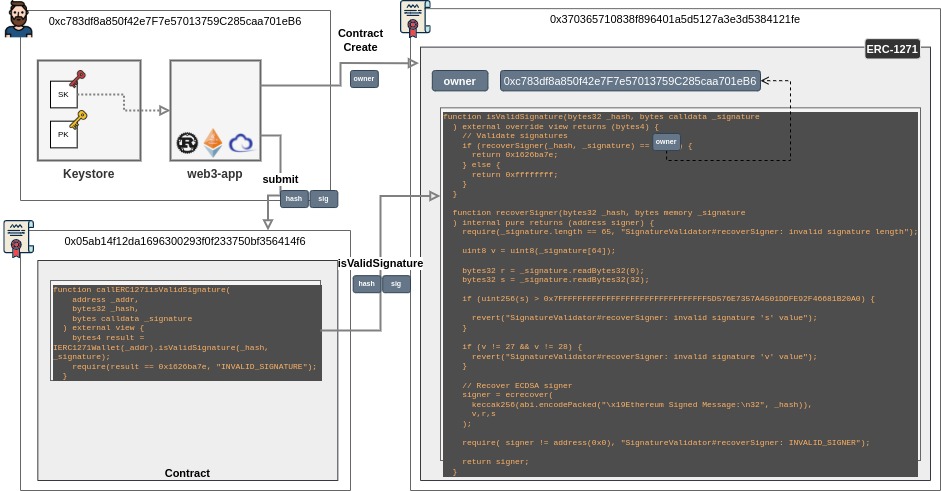 0xc783df8a850f42e7F7e57013759C285caa701eB6
SK
PK
Keystore
web3-app
Contract
Create
owner
submit
hash
sig
0x05ab14f12da1696300293f0f233750bf356414f6
function callERC1271isValidSignature(
address _addr,
bytes32 _hash,
bytes calldata _signature
) external view {
bytes4 result =
IERC1271Wallet(_addr).isValidSignature(_hash,
_signature);
require(result == 0x1626ba7e, "INVALID_SIGNATURE");
}
Contract
isValidSignature
hash
sig
0x370365710838f896401a5d5127a3e3d5384121fe
ERC-1271
owner
0xc783df8a850f42e7F7e57013759C285caa701eB6
function isValidSignature(bytes32 _hash, bytes calldata _signature
) external override view returns (bytes4) {
// Validate signatures
if (recoverSigner(_hash, _signature) == owner ) {
return 0x1626ba7e;
} else {
return 0xffffffff;
}
}
function recoverSigner(bytes32 _hash, bytes memory _signature
) internal pure returns (address signer) {
require(_signature.length == 65, "SignatureValidator#recoverSigner: invalid signature length");
uint8 v = uint8(_signature[64]);
bytes32 r = _signature.readBytes32(0);
bytes32 s = _signature.readBytes32(32);
if (uint256(s) > 0x7FFFFFFFFFFFFFFFFFFFFFFFFFFFFFFF5D576E7357A4501DDFE92F46681B20A0) {
revert("SignatureValidator#recoverSigner: invalid signature 's' value");
}
if (v != 27 && v != 28) {
revert("SignatureValidator#recoverSigner: invalid signature 'v' value");
}
// Recover ECDSA signer
signer = ecrecover(
keccak256(abi.encodePacked("\x19Ethereum Signed Message:\n32", _hash)),
v,r,s
);
require( signer != address(0x0), "SignatureValidator#recoverSigner: INVALID_SIGNER");
return signer;
}